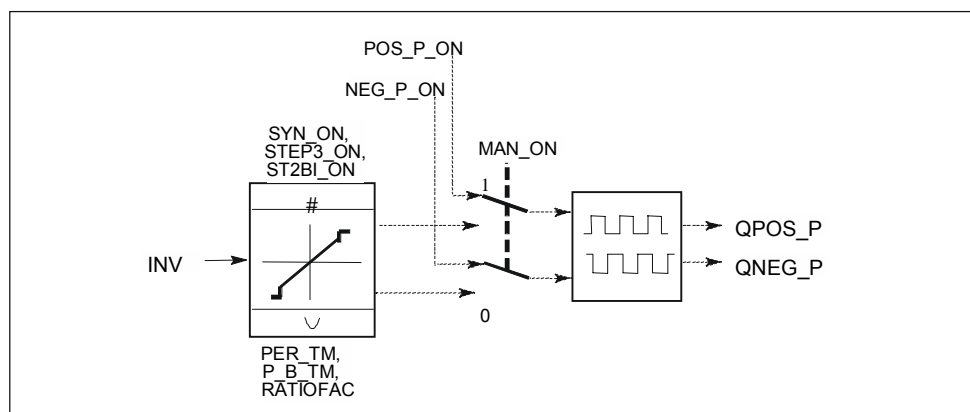 POS_P_ON
NEG_P_ON
SYN_ON,
STEP3_ON,
ST2BI_ON
MAN_ON
1
#
INV
QPOS_P
QNEG_P
0
PER_TM,
P_B_TM,
RATIOFAC